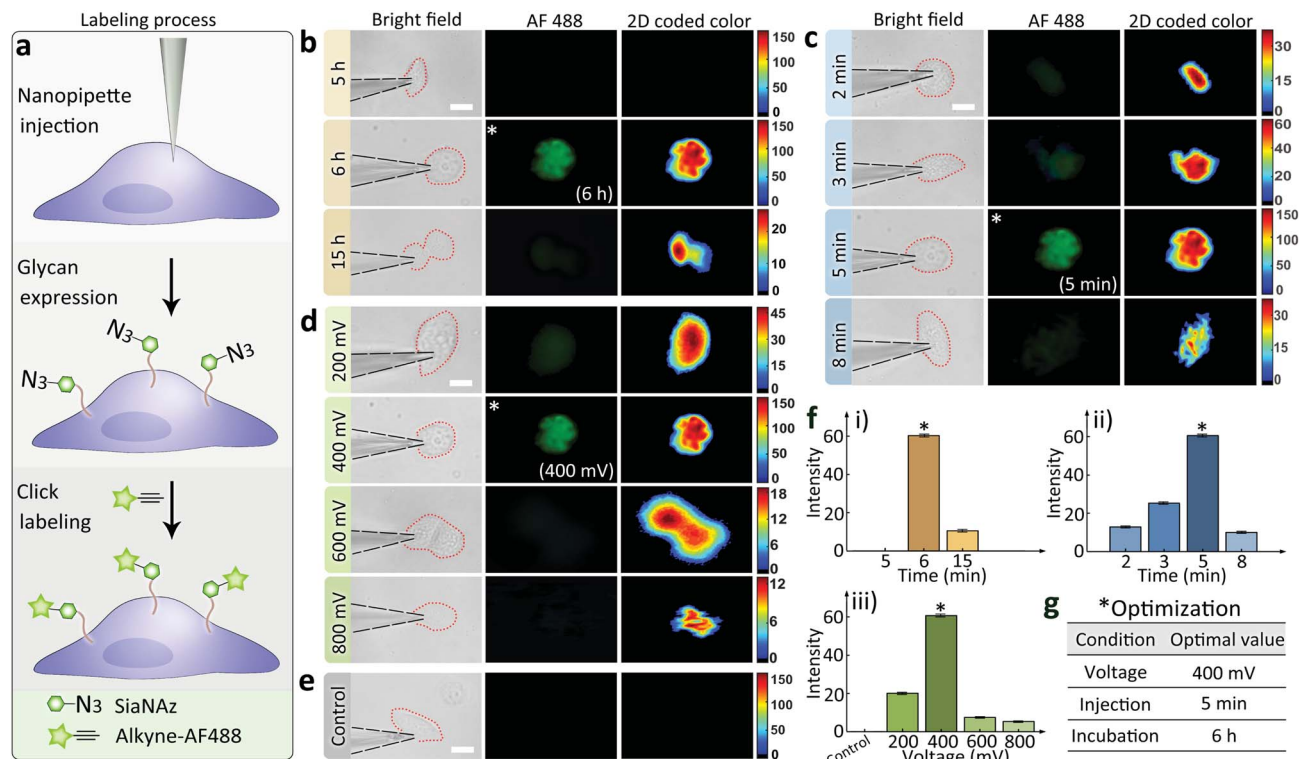 Labeling process
a
Nanopipette
injection
Glycan
expression
N3
N3
N3
Click
labeling
N3 SiaNAz
Alkyne-AF488
b
Bright field AF 488 2D coded color
5 h
150
100
50
0
6 h
*
(6 h)
150
100
50
0
15 h
20
10
0
c
Bright field AF 488 2D coded color
2 min
30
15
0
3 min
60
40
20
0
5 min
*
(5 min)
150
100
50
0
8 min
30
15
0
d
200 mV
45
30
15
0
400 mV
*
(400 mV)
150
100
50
0
600 mV
18
12
6
0
800 mV
12
8
4
0
e
Control
150
100
50
0
f
i)
Intensity
60
40
20
0
*
5 6 15
Time (min)
ii)
Intensity
60
40
20
0
*
2 3 5 8
Time (min)
iii)
Intensity
60
40
20
0
*
Control 200 400 600 800
Voltage (mV)
g
*Optimization
Condition Optimal value
Voltage 400 mV
Injection 5 min
Incubation 6 h